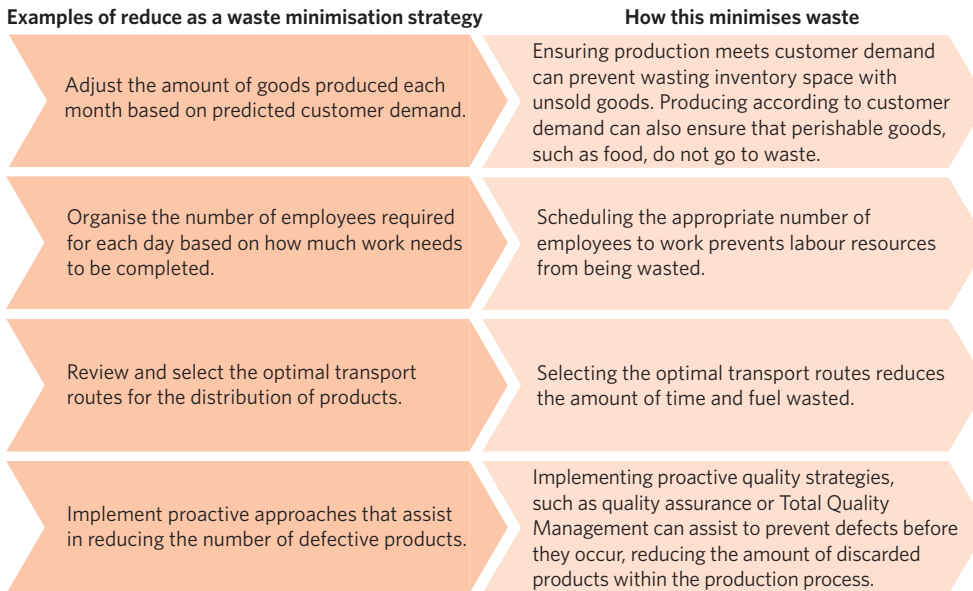 Examples of reduce as a waste minimisation strategy
How this minimises waste
Adjust the amount of goods produced each
month based on predicted customer demand.
Ensuring production meets customer demand
can prevent wasting inventory space with
unsold goods. Producing according to customer
demand can also ensure that perishable goods,
such as food, do not go to waste.
Organise the number of employees required
for each day based on how much work needs
to be completed.
Scheduling the appropriate number of
employees to work prevents labour resources
from being wasted.
Review and select the optimal transport
routes for the distribution of products.
Selecting the optimal transport routes reduces
the amount of time and fuel wasted.
Implement proactive approaches that assist
in reducing the number of defective products.
Implementing proactive quality strategies,
such as quality assurance or Total Quality
Management can assist to prevent defects before
they occur, reducing the amount of discarded
products within the production process.